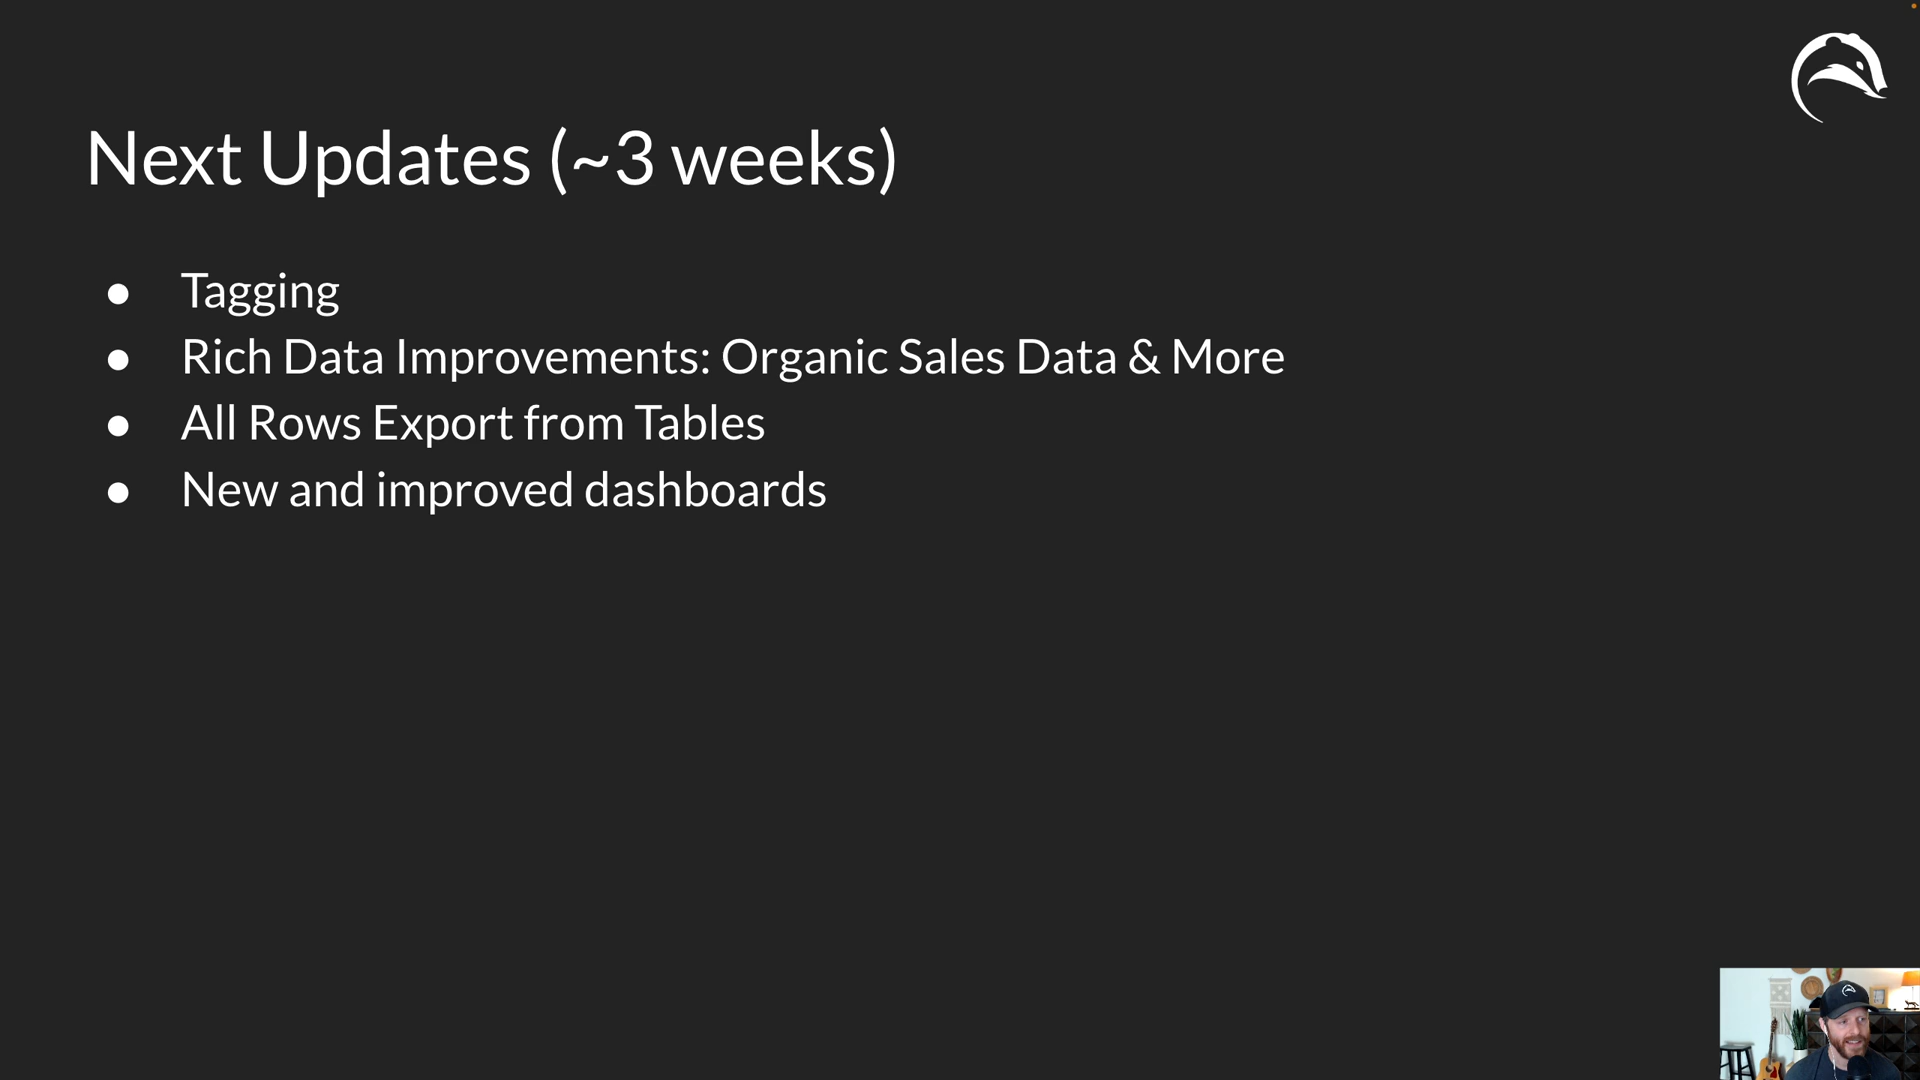 Next Updates (~3 weeks)
● Tagging
● Rich Data Improvements: Organic Sales Data & More
● All Rows Export from Tables
● New and improved dashboards